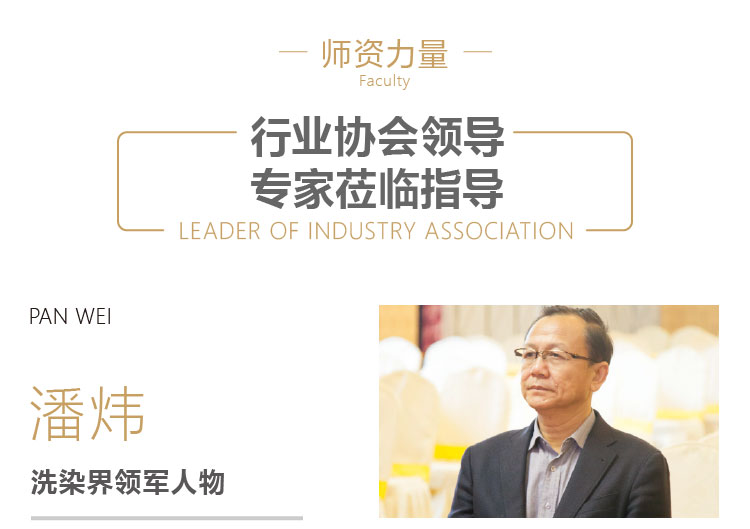 师资力量
Faculty
行业协会领导
专家莅临指导
LEADER OF INDUSTRY ASSOCIATION
PAN WEI
潘炜
洗染界领军人物